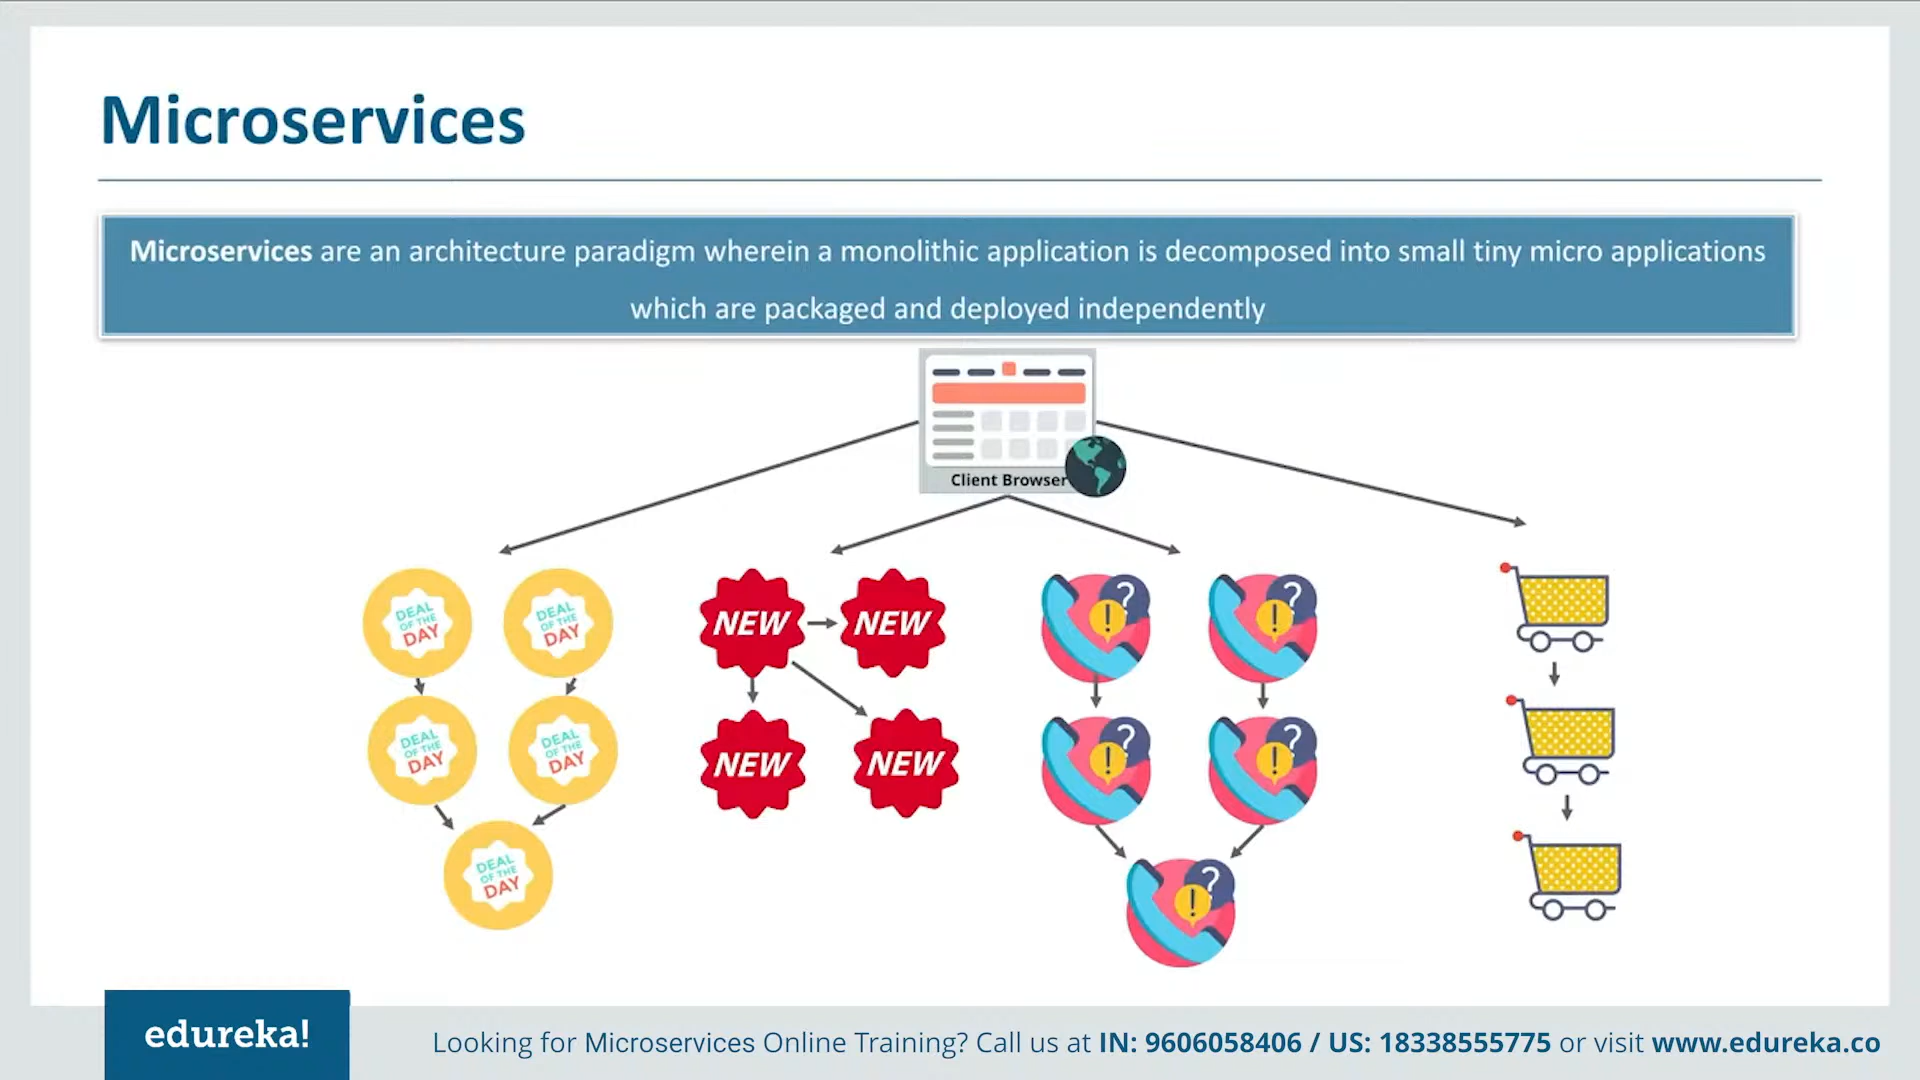 Microservices
Microservices are an architecture paradigm wherein a monolithic application is decomposed into small tiny micro applications
which are packaged and deployed independently
Client Browser
DEAL
OF THE
DAY
DEAL
OF THE
DAY
NEW
NEW
?
!
?
!
DEAL
OF THE
DAY
DEAL
OF THE
DAY
NEW
NEW
?
!
?
!
DEAL
OF THE
DAY
?
!
edureka!
Looking for Microservices Online Training? Call us at IN: 9606058406 / US: 18338555775 or visit www.edureka.co